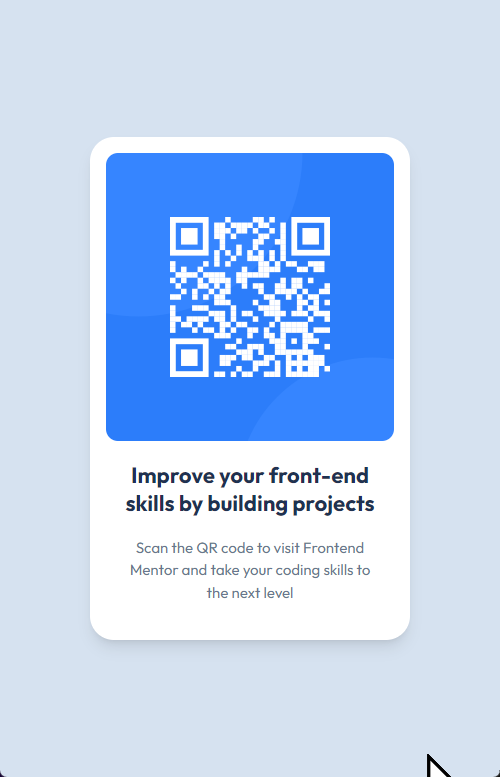 Improve your front-end
skills by building projects
Scan the QR code to visit Frontend
Mentor and take your coding skills to
the next level